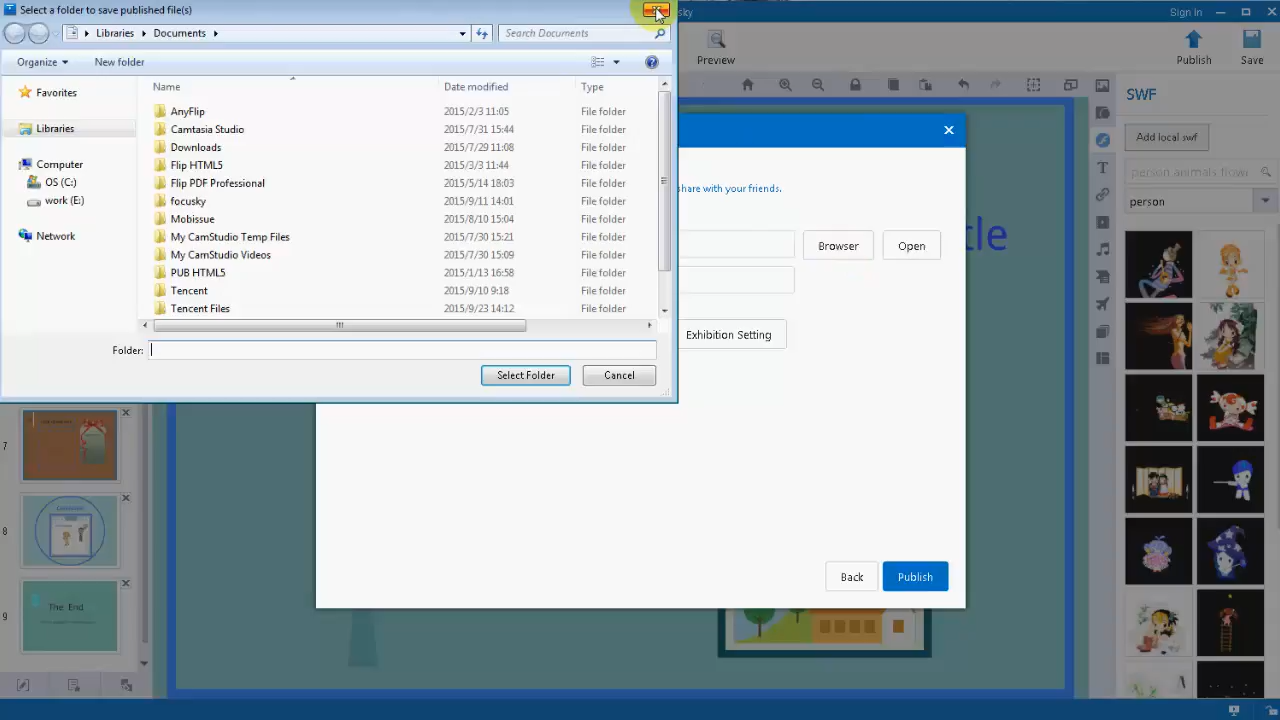 Select a folder to save published file(s)
sky
Sign In
Libraries
Documents
Search Documents
Preview
Publish
Save
Organize
New folder
Favorites
Libraries
Computer
OS (C:)
work (E:)
Network
Name
Date modified
Type
AnyFlip
2015/2/3 11:05
File folder
Camtasia Studio
2015/7/31 15:44
File folder
Downloads
2015/7/29 11:08
File folder
Flip HTML5
2015/3/3 11:44
File folder
Flip PDF Professional
2015/5/14 18:03
File folder
focusky
2015/9/11 14:01
File folder
Mobissue
2015/8/10 15:04
File folder
My CamStudio Temp Files
2015/7/30 15:21
File folder
My CamStudio Videos
2015/7/30 15:09
File folder
PUB HTML5
2015/1/13 16:58
File folder
Tencent
2015/9/10 9:18
File folder
Tencent Files
2015/9/23 14:12
File folder
Folder:
Select Folder
Cancel
share with your friends.
Browser
Open
Exhibition Setting
Back
Publish
tle
SWF
Add local swf
person animals flowe
person
7
8
9
The End